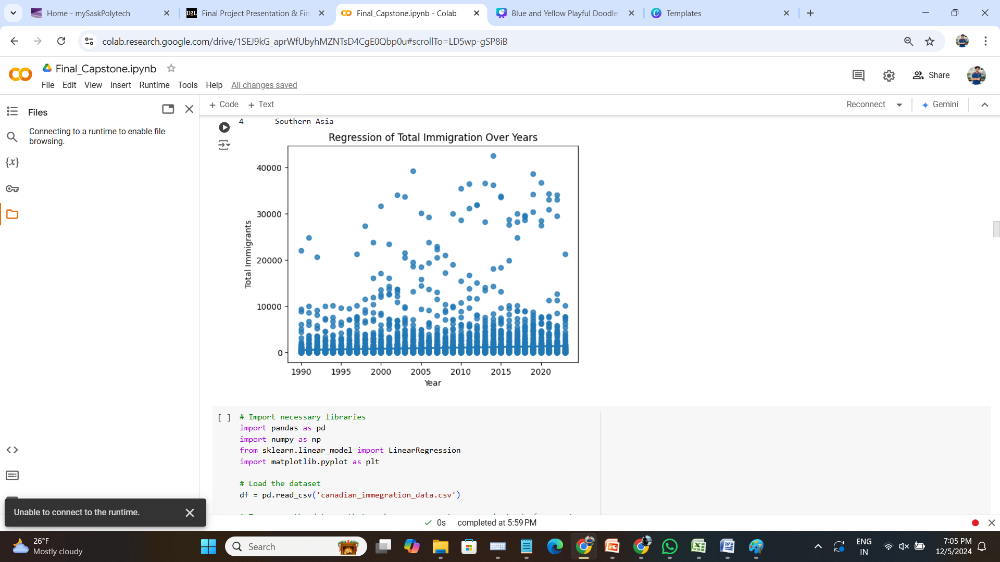 Home - mySaskPolytech
D2L
Final Project Presentation & Fin
Final_Capstone.ipynb - Colab
Blue and Yellow Playful Doodle
Templates
colab.research.google.com/drive/1SEJ9kG_aprWfUbyhMZNTsD4CgE0Qbp0u#scrollTo=LD5wp-gSP8iB
Final_Capstone.ipynb
File Edit View Insert Runtime Tools Help All changes saved
Share
Files
Connecting to a runtime to enable file
browsing.
+ Code + Text
Reconnect
Gemini
4 Southern Asia
Regression of Total Immigration Over Years
Total Immigrants
40000
30000
20000
10000
0
1990 1995 2000 2005 2010 2015 2020
Year
[ ] # Import necessary libraries
import pandas as pd
import numpy as np
from sklearn.linear_model import LinearRegression
import matplotlib.pyplot as plt
# Load the dataset
df = pd.read_csv('canadian_immegration_data.csv')
Unable to connect to the runtime.
0s completed at 5:59 PM
26°F
Mostly cloudy
Search
ENG
IN
7:05 PM
12/5/2024